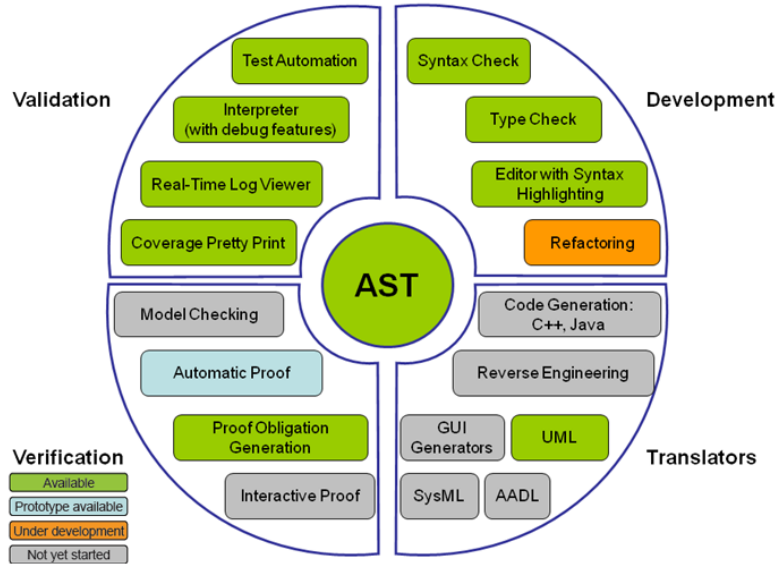 Validation
Test Automation
Interpreter
(with debug features)
Real-Time Log Viewer
Coverage Pretty Print
Development
Syntax Check
Type Check
Editor with Syntax
Highlighting
Refactoring
AST
Verification
Model Checking
Automatic Proof
Proof Obligation
Generation
Interactive Proof
Translators
Code Generation:
C++, Java
Reverse Engineering
GUI
Generators
UML
SysML
AADL
Available
Prototype available
Under development
Not yet started